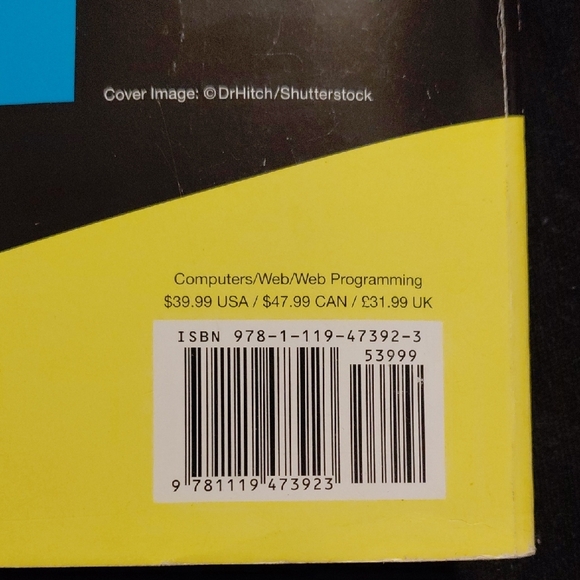 Cover Image: ©DrHitch/Shutterstock
Computers/Web/Web Programming
$39.99 USA / $47.99 CAN / £31.99 UK
ISBN 978-1-119-47392-3
53999
9 781119 473923